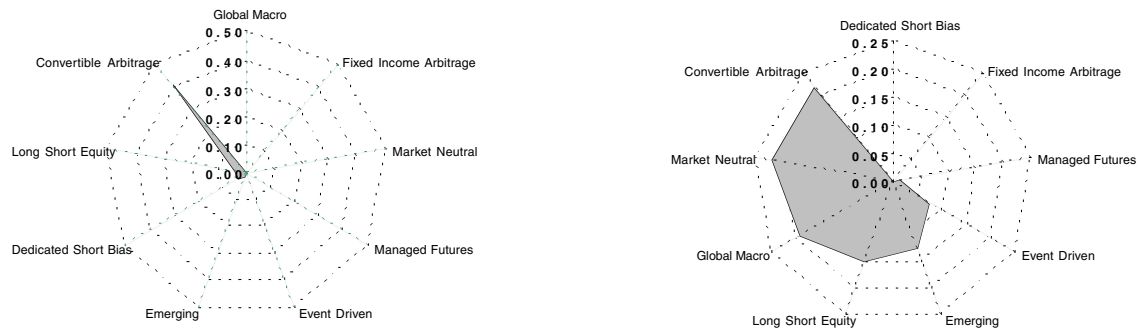 Global Macro
0.50
0.40
0.30
0.20
0.10
0.00
Fixed Income Arbitrage
Market Neutral
Managed Futures
Event Driven
Emerging
Dedicated Short Bias
Long Short Equity
Convertible Arbitrage
Dedicated Short Bias
0.25
0.20
0.15
0.10
0.05
0.00
Fixed Income Arbitrage
Managed Futures
Event Driven
Emerging
Long Short Equity
Global Macro
Market Neutral
Convertible Arbitrage